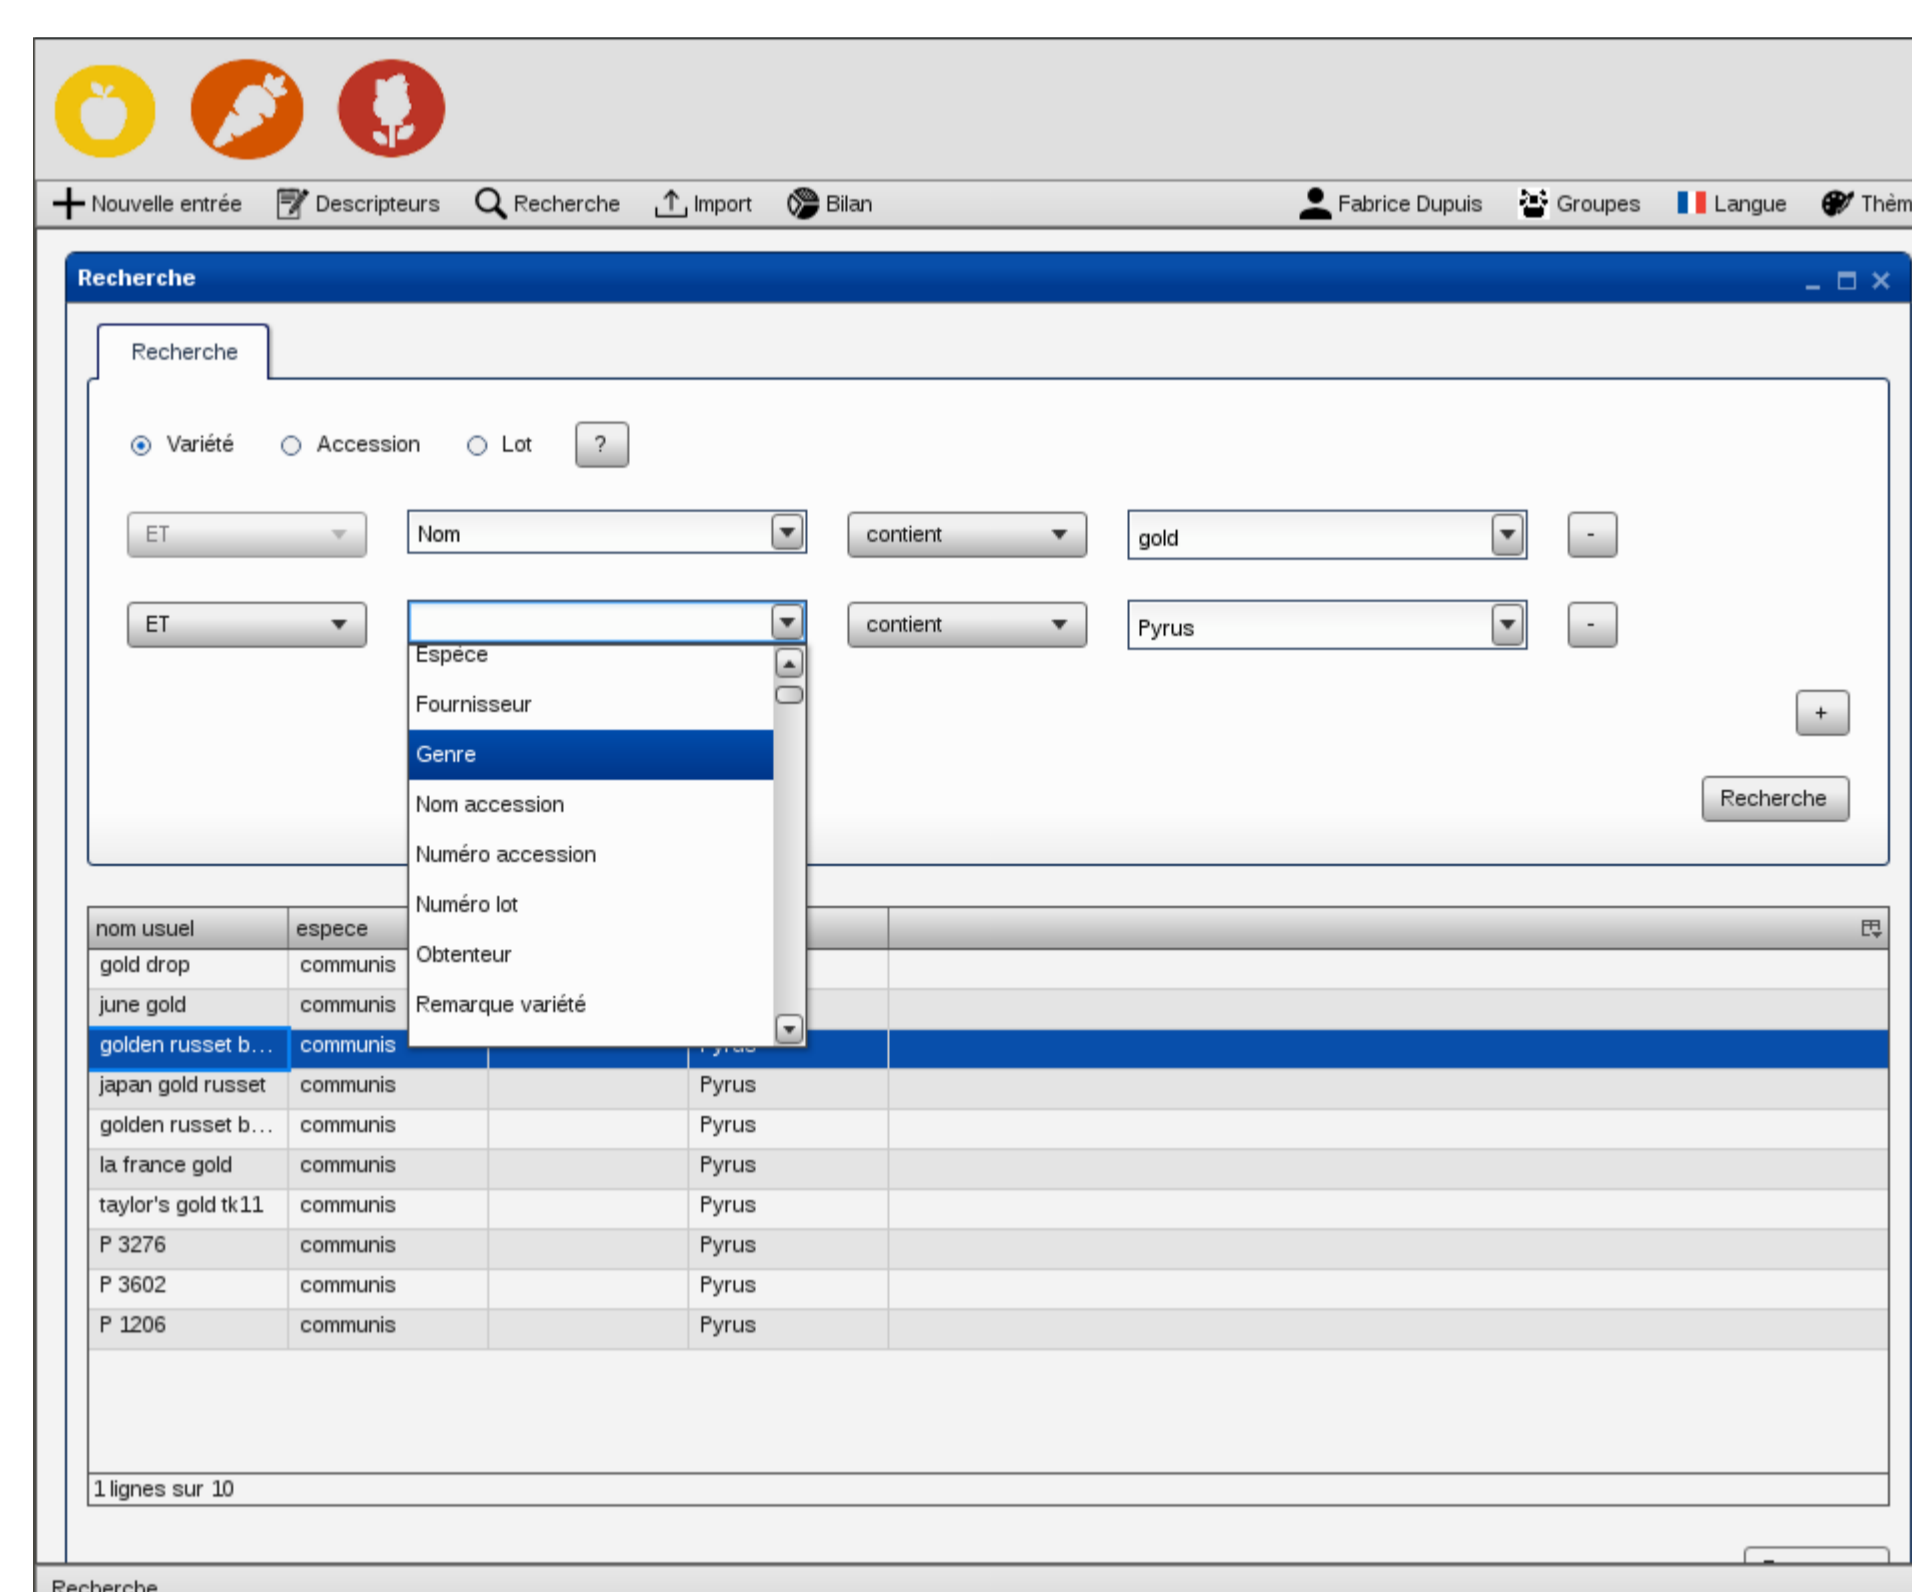 Nouvelle entrée Descripteurs Recherche Import Bilan Fabrice Dupuis Groupes Langue Thèm
Recherche
Recherche
Variété Accession Lot ?
ET Nom contient gold -
ET contient Pyrus -
Espèce
Fournisseur
+
Genre
Nom accession
Recherche
Numéro accession
Numéro lot
nom usuel espece
Obtenteur
gold drop communis
june gold communis Remarque variété
golden russet b... communis Pyrus
japan gold russet communis Pyrus
golden russet b... communis Pyrus
la france gold communis Pyrus
taylor's gold tk11 communis Pyrus
P 3276 communis Pyrus
P 3602 communis Pyrus
P 1206 communis Pyrus
1 lignes sur 10
Recherche